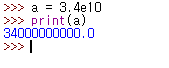 >>> a = 3.4e10
>>> print(a)
34000000000.0
>>>